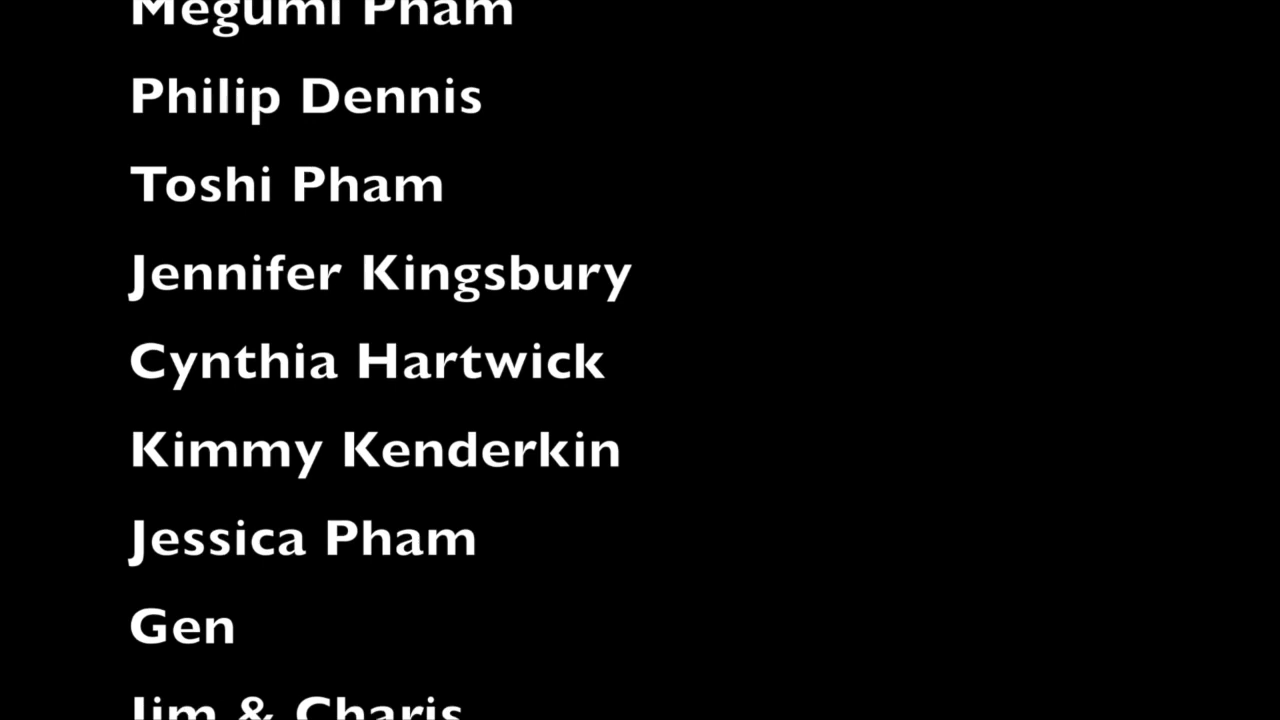 Megumi Pham
Philip Dennis
Toshi Pham
Jennifer Kingsbury
Cynthia Hartwick
Kimmy Kenderkin
Jessica Pham
Gen
Jim & Charis